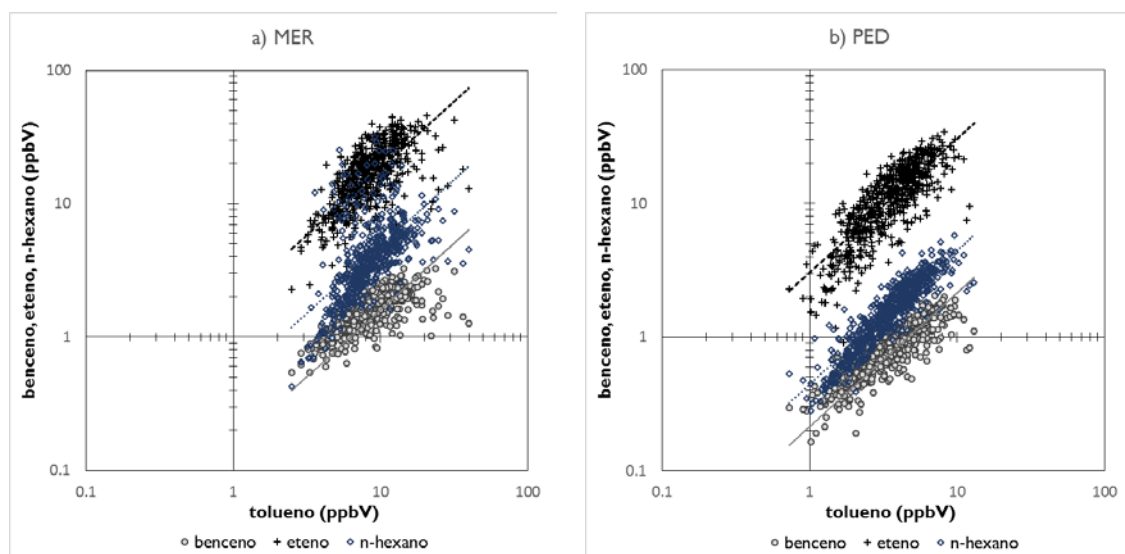 a) MER
100
10
1
0.1
0.1
1
10
100
benceno, eteno, n-hexano (ppbV)
tolueno (ppbV)
benceno eteno n-hexano
b) PED
100
10
1
0.1
0.1
1
10
100
benceno, eteno, n-hexano (ppbV)
tolueno (ppbV)
benceno eteno n-hexano